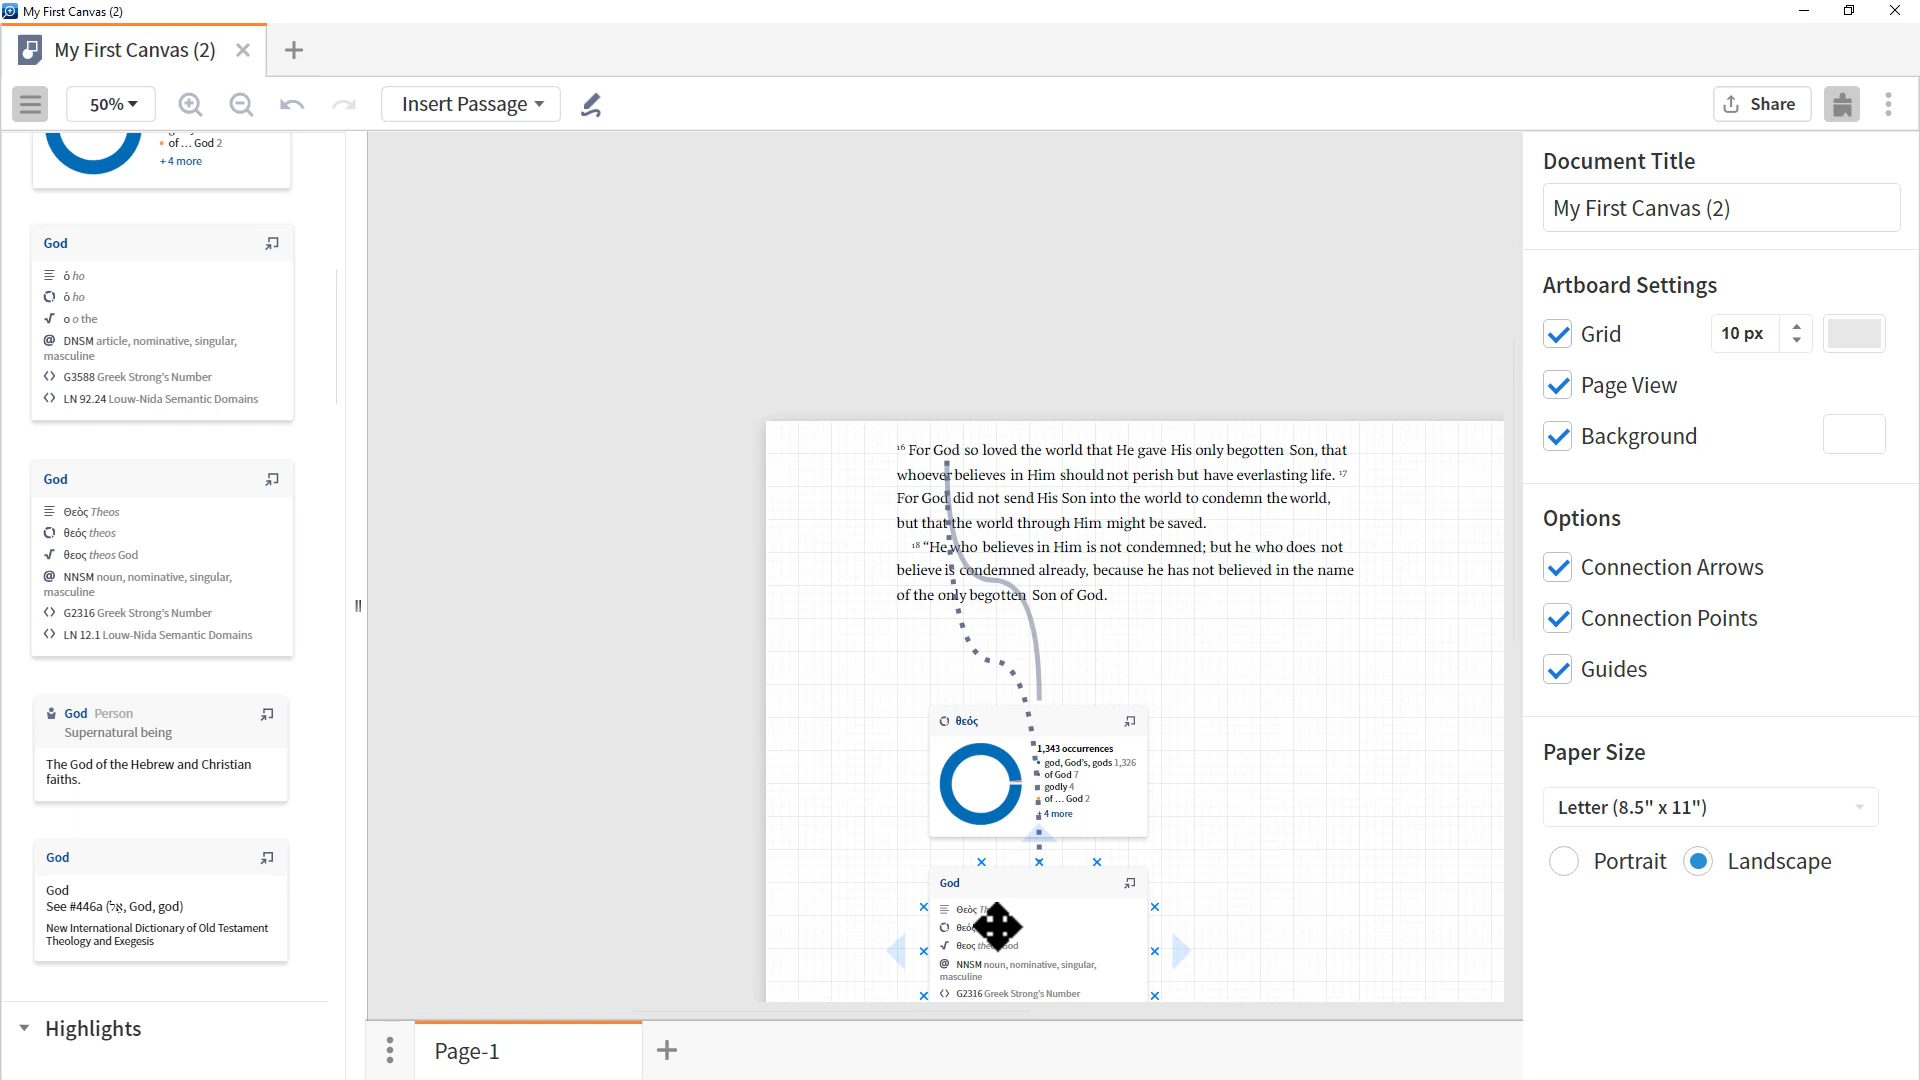 My First Canvas (2)
My First Canvas (2)
50%
Insert Passage
Share
of ... God 2
+ 4 more
God
ὁ ho
ὁ ho
ο o the
@ DNSM article, nominative, singular,
masculine
<> G3588 Greek Strong's Number
<> LN 92.24 Louw-Nida Semantic Domains
God
Θεὸς Theos
θεός theos
θεος theos God
@ NNSM noun, nominative, singular,
masculine
<> G2316 Greek Strong's Number
<> LN 12.1 Louw-Nida Semantic Domains
God Person
Supernatural being
The God of the Hebrew and Christian
faiths.
God
God
See #446a (אֵל, God, god)
New International Dictionary of Old Testament
Theology and Exegesis
Highlights
16 For God so loved the world that He gave His only begotten Son, that
whoever believes in Him should not perish but have everlasting life. 17
For God did not send His Son into the world to condemn the world,
but that the world through Him might be saved.
18 “He who believes in Him is not condemned; but he who does not
believe is condemned already, because he has not believed in the name
of the only begotten Son of God.
θεός
1,343 occurrences
god, God's, gods 1,326
of God 7
godly 4
of ... God 2
+ 4 more
God
Θεὸς
θεος God
@ NNSM noun, nominative, singular,
masculine
<> G2316 Greek Strong's Number
Page-1
Document Title
My First Canvas (2)
Artboard Settings
Grid
10 px
Page View
Background
Options
Connection Arrows
Connection Points
Guides
Paper Size
Letter (8.5" x 11")
Portrait
Landscape